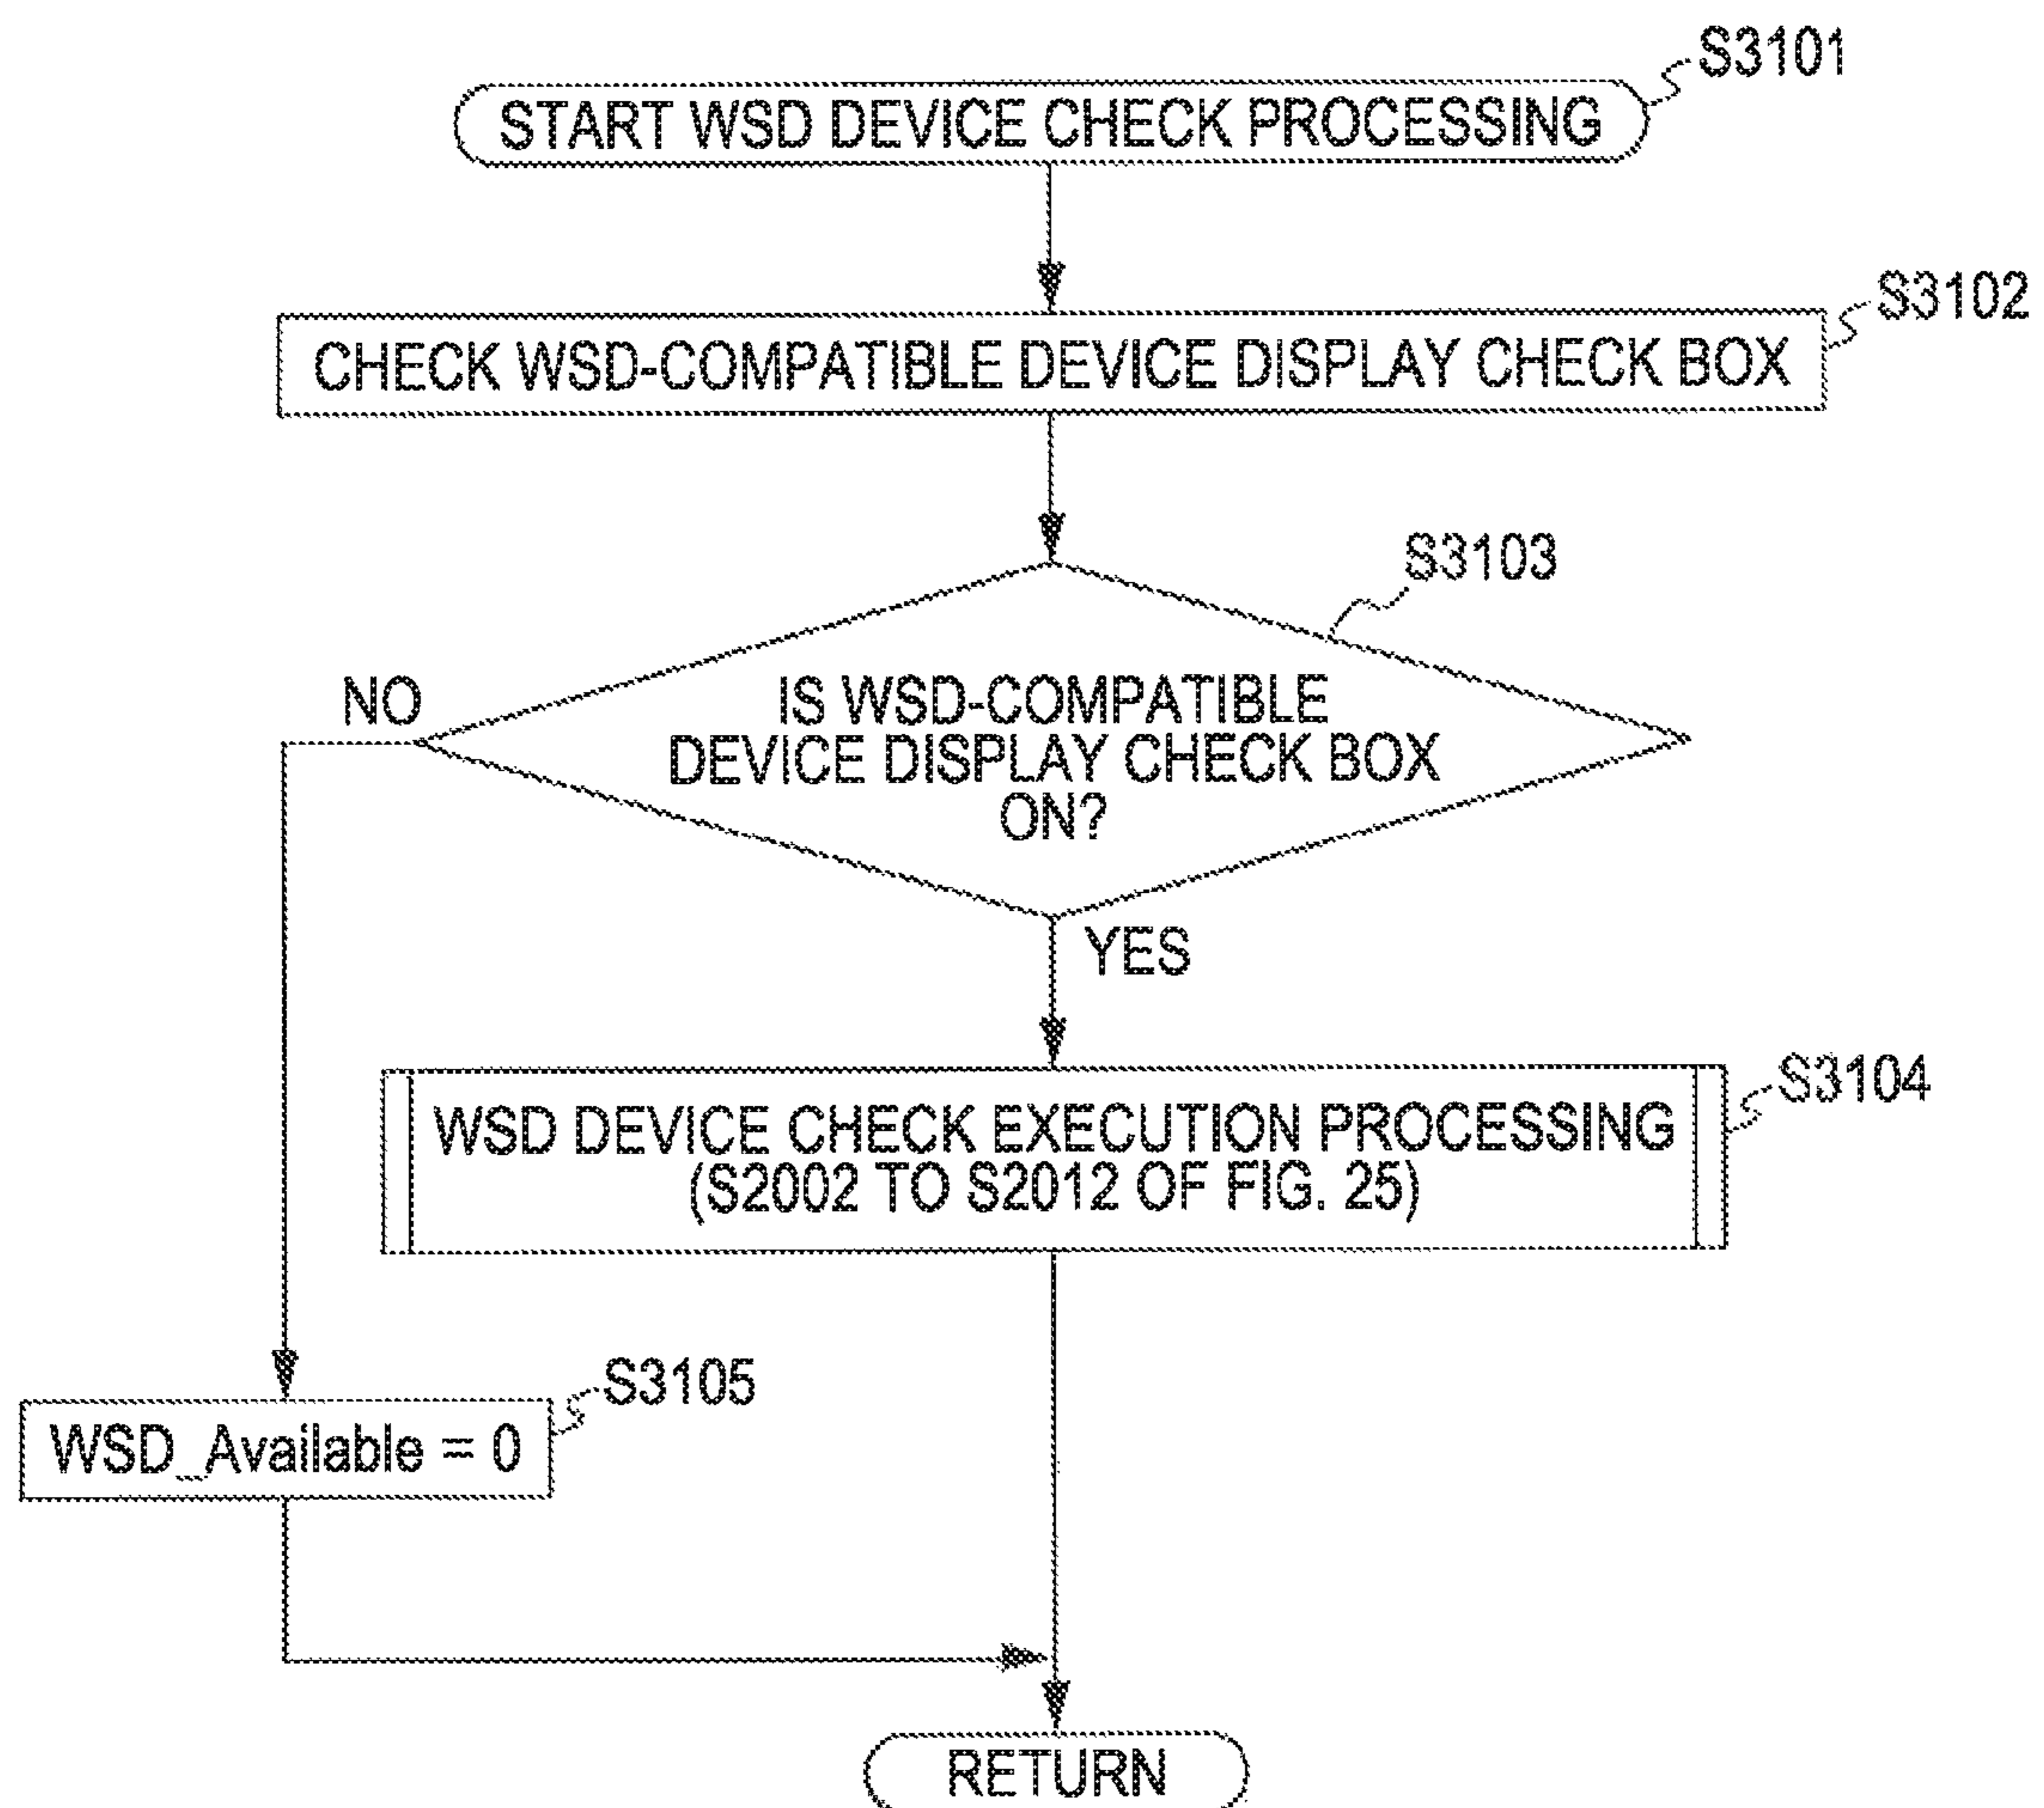 S3101
START WSD DEVICE CHECK PROCESSING
S3102
CHECK WSD-COMPATIBLE DEVICE DISPLAY CHECK BOX
S3103
NO
IS WSD-COMPATIBLE
DEVICE DISPLAY CHECK BOX
ON?
YES
S3104
WSD DEVICE CHECK EXECUTION PROCESSING
(S2002 TO S2012 OF FIG. 25)
S3105
WSD_Available = 0
RETURN